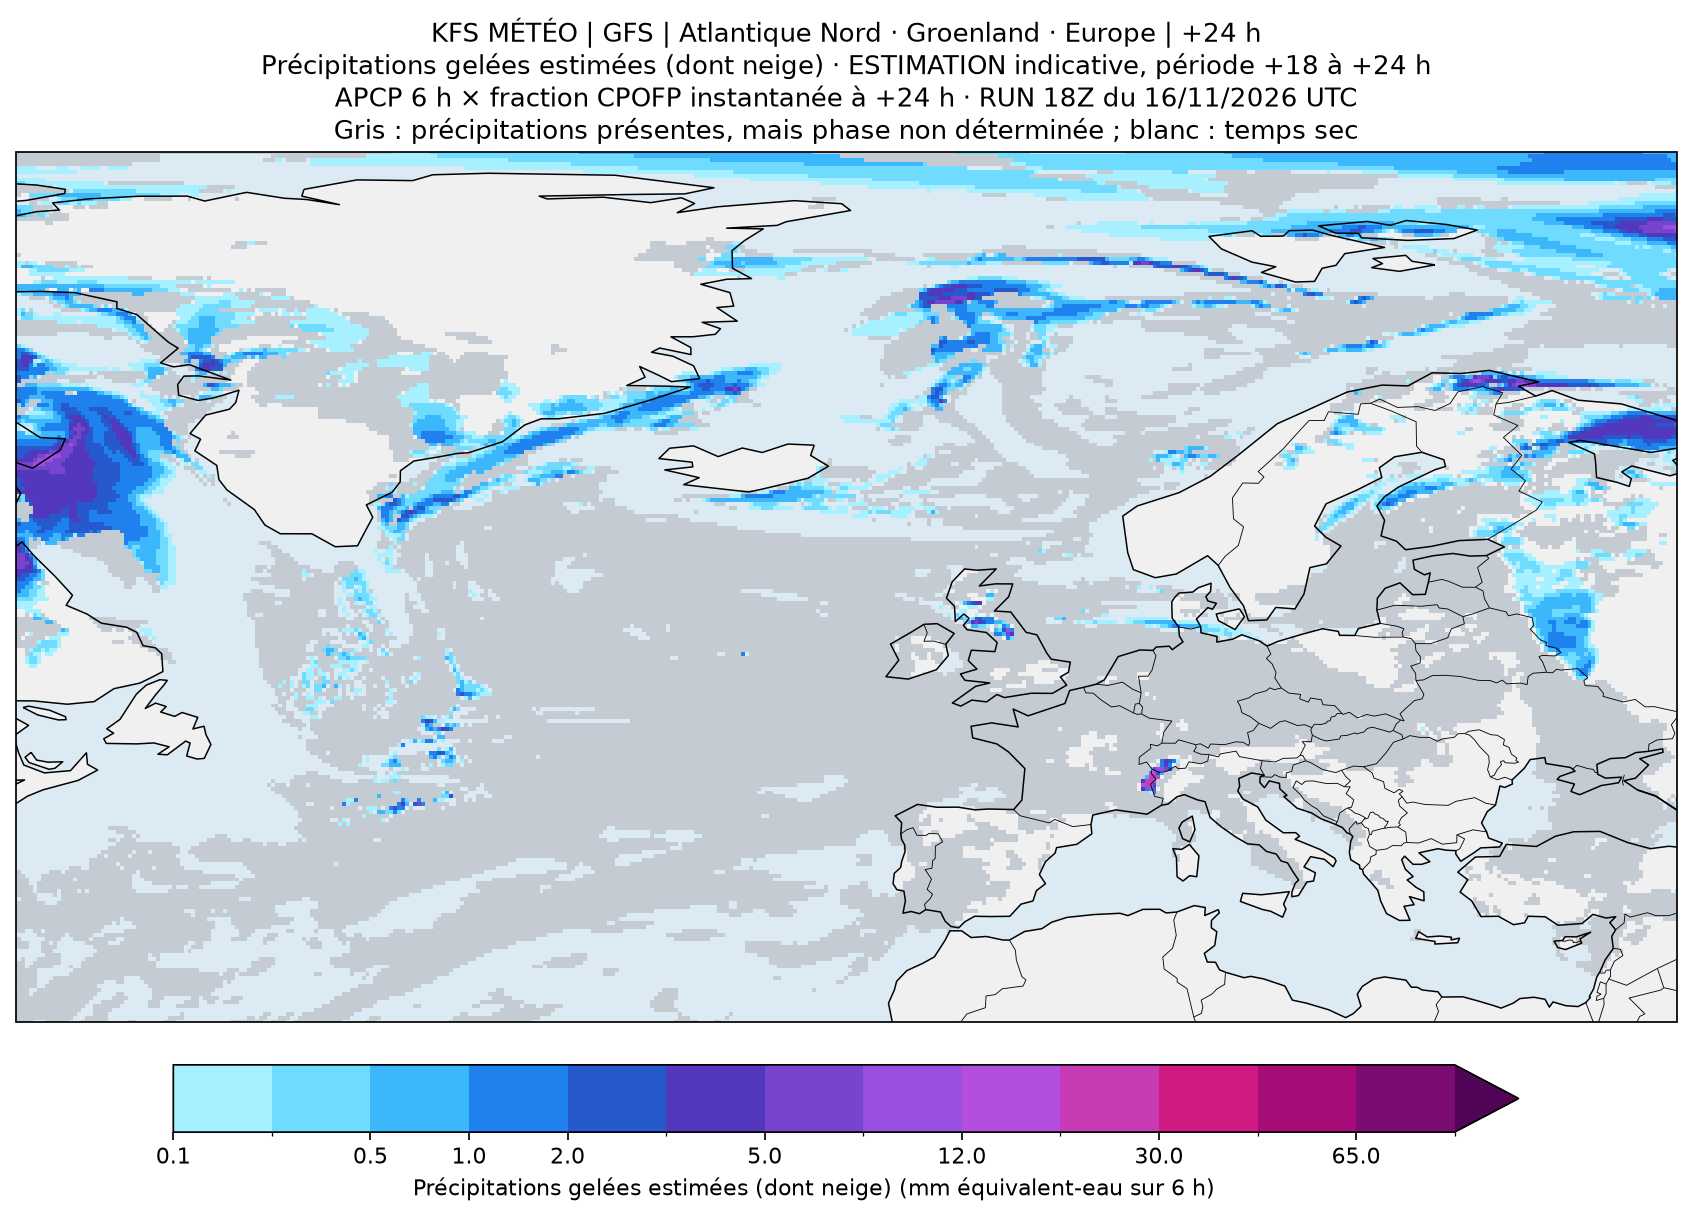 KFS MÉTÉO | GFS | Atlantique Nord · Groenland · Europe | +24 h
Précipitations gelées estimées (dont neige) · ESTIMATION indicative, période +18 à +24 h
APCP 6 h × fraction CPOFP instantanée à +24 h · RUN 18Z du 16/11/2026 UTC
Gris : précipitations présentes, mais phase non déterminée ; blanc : temps sec
0.1 0.5 1.0 2.0 5.0 12.0 30.0 65.0
Précipitations gelées estimées (dont neige) (mm équivalent-eau sur 6 h)